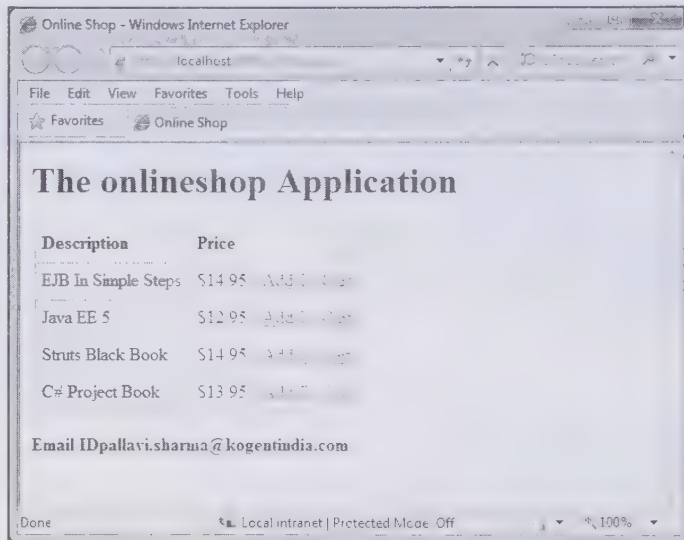 Online Shop - Windows Internet Explorer
localhost
File Edit View Favorites Tools Help
Favorites Online Shop
The onlineshop Application
Description Price
EJB In Simple Steps $14.95
Java EE 5 $12.95
Struts Black Book $14.95
C# Project Book $13.95
Email IDpallavi.sharma@kogentindia.com
Done Local intranet | Protected Mode: Off 100%